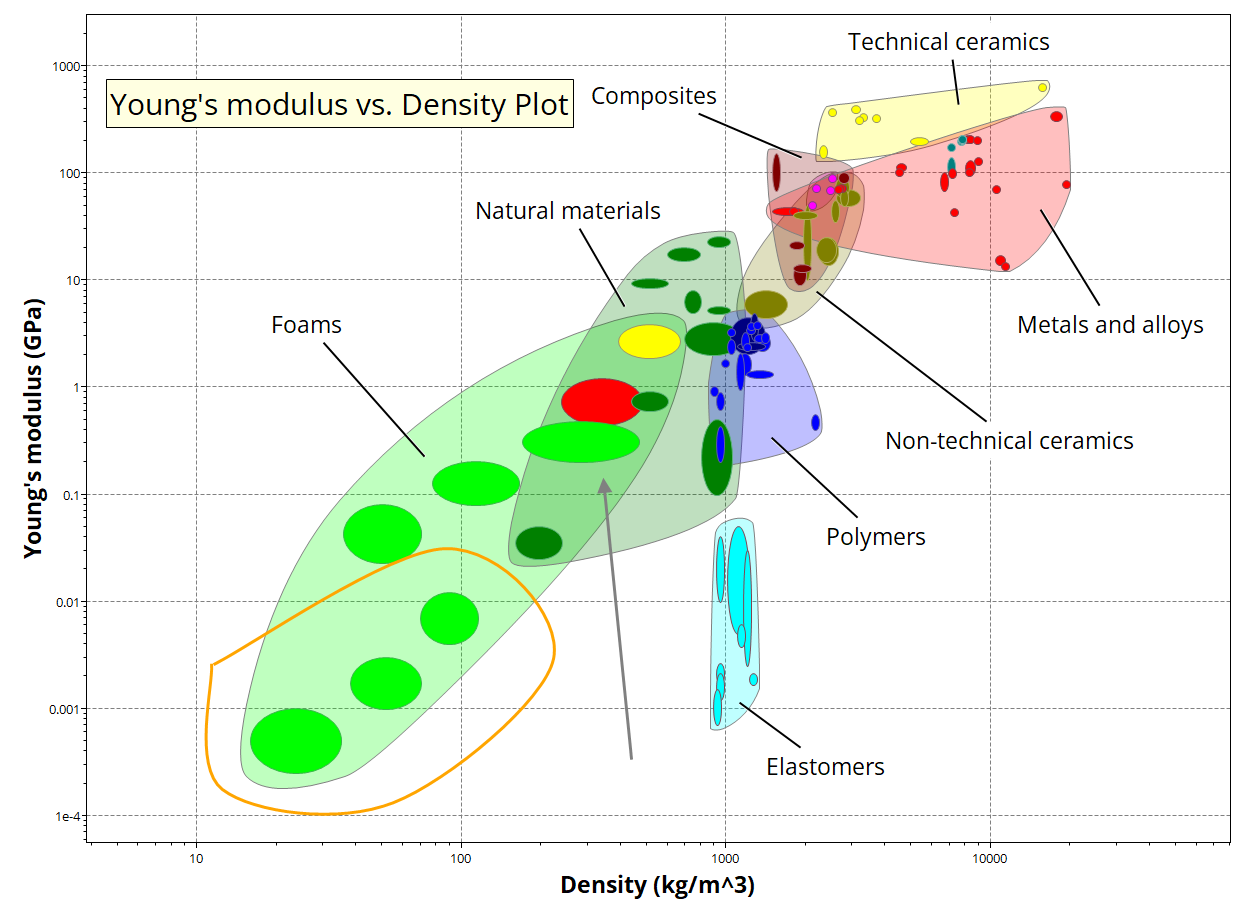 Technical ceramics
1000
Composites
Young's modulus vs. Density Plot
100
Natural materials
10
Foams
Metals and alloys
1
Non-technical ceramics
0.1
Polymers
0.01
0.001
Elastomers
1e-4
Young's modulus (GPa)
10
100
1000
10000
Density (kg/m^3)